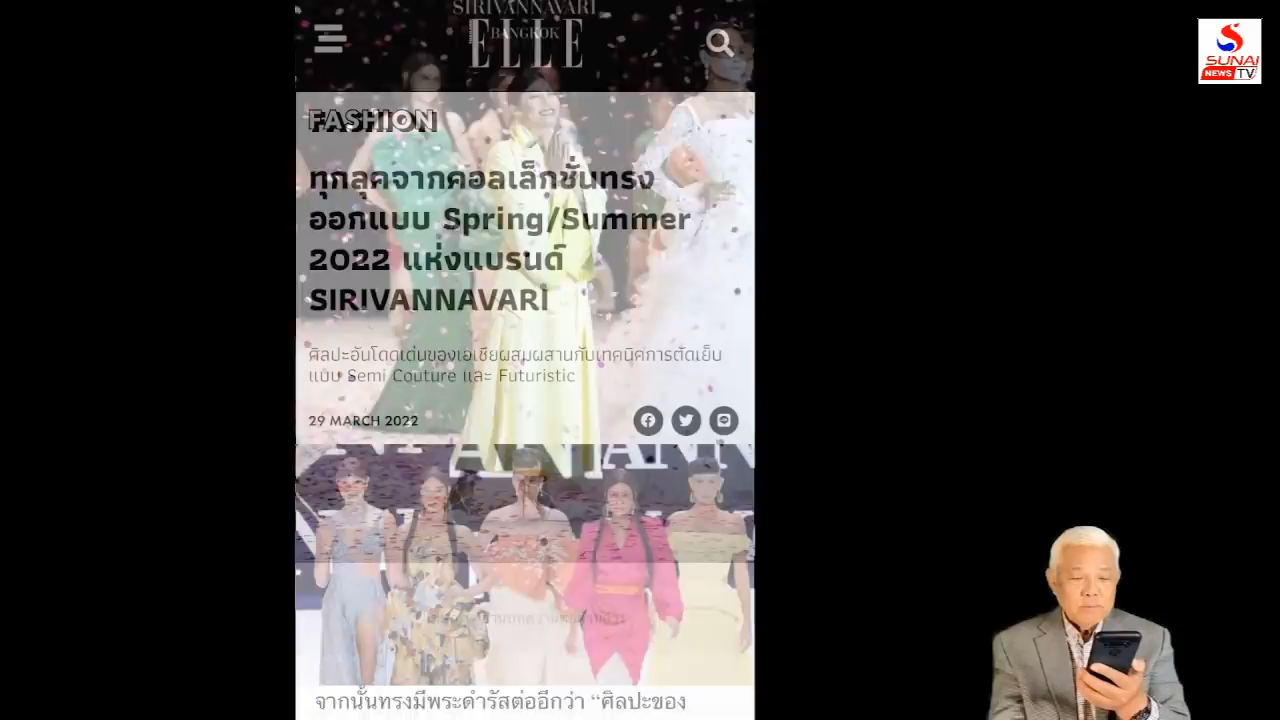 SIRIVANNAVARI
BANGKOK
ELLE
SUNAI
NEWS TV
FASHION
ทุกลุคจากคอลเล็กชั่นทรง
ออกแบบ Spring/Summer
2022 แห่งแบรนด์
SIRIVANNAVARI
ศิลปะอันโดดเด่นของเอเชียผสมผสานกับเทคนิคการตัดเย็บ
แบบ Semi Couture และ Futuristic
29 MARCH 2022
จากนั้นทรงมีพระดำรัสต่ออีกว่า “ศิลปะของ